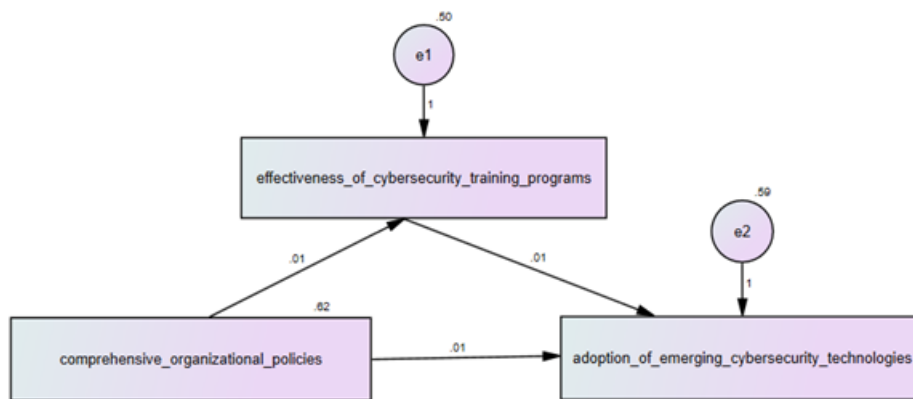 .50
e1
1
effectiveness_of_cybersecurity_training_programs
.59
e2
.01
.01
1
.62
comprehensive_organizational_policies
.01
adoption_of_emerging_cybersecurity_technologies